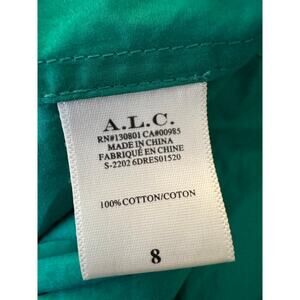 A.L.C.
RN#130801 CA#00985
MADE IN CHINA
FABRIQUÉ EN CHINE
S-2202 6DRES01520
100% COTTON/COTON
8